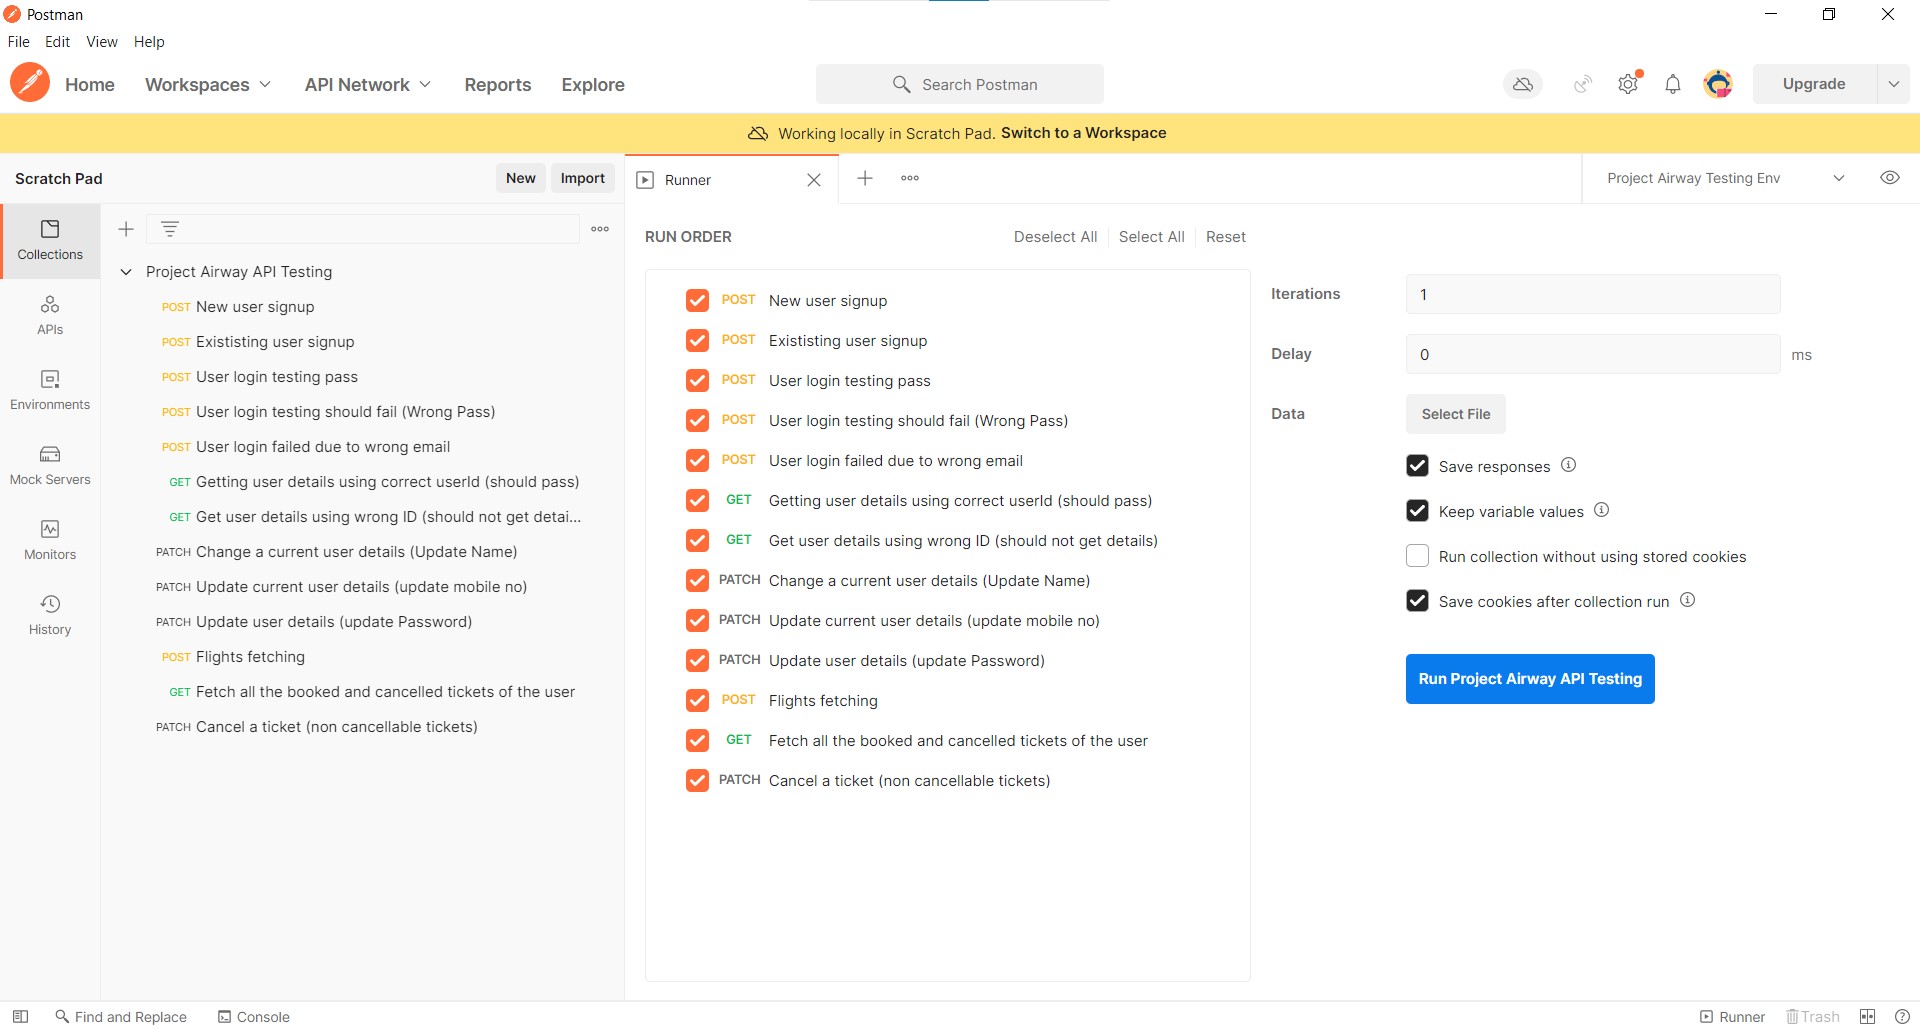 Postman
File Edit View Help
Home Workspaces API Network Reports Explore Search Postman Upgrade
Working locally in Scratch Pad. Switch to a Workspace
Scratch Pad New Import
Collections
APIs
Environments
Mock Servers
Monitors
History
Project Airway API Testing
POST New user signup
POST Exististing user signup
POST User login testing pass
POST User login testing should fail (Wrong Pass)
POST User login failed due to wrong email
GET Getting user details using correct userId (should pass)
GET Get user details using wrong ID (should not get detai...
PATCH Change a current user details (Update Name)
PATCH Update current user details (update mobile no)
PATCH Update user details (update Password)
POST Flights fetching
GET Fetch all the booked and cancelled tickets of the user
PATCH Cancel a ticket (non cancellable tickets)
Runner
Project Airway Testing Env
RUN ORDER Deselect All Select All Reset
POST New user signup
POST Exististing user signup
POST User login testing pass
POST User login testing should fail (Wrong Pass)
POST User login failed due to wrong email
GET Getting user details using correct userId (should pass)
GET Get user details using wrong ID (should not get details)
PATCH Change a current user details (Update Name)
PATCH Update current user details (update mobile no)
PATCH Update user details (update Password)
POST Flights fetching
GET Fetch all the booked and cancelled tickets of the user
PATCH Cancel a ticket (non cancellable tickets)
Iterations 1
Delay 0 ms
Data Select File
Save responses
Keep variable values
Run collection without using stored cookies
Save cookies after collection run
Run Project Airway API Testing
Find and Replace Console Runner Trash